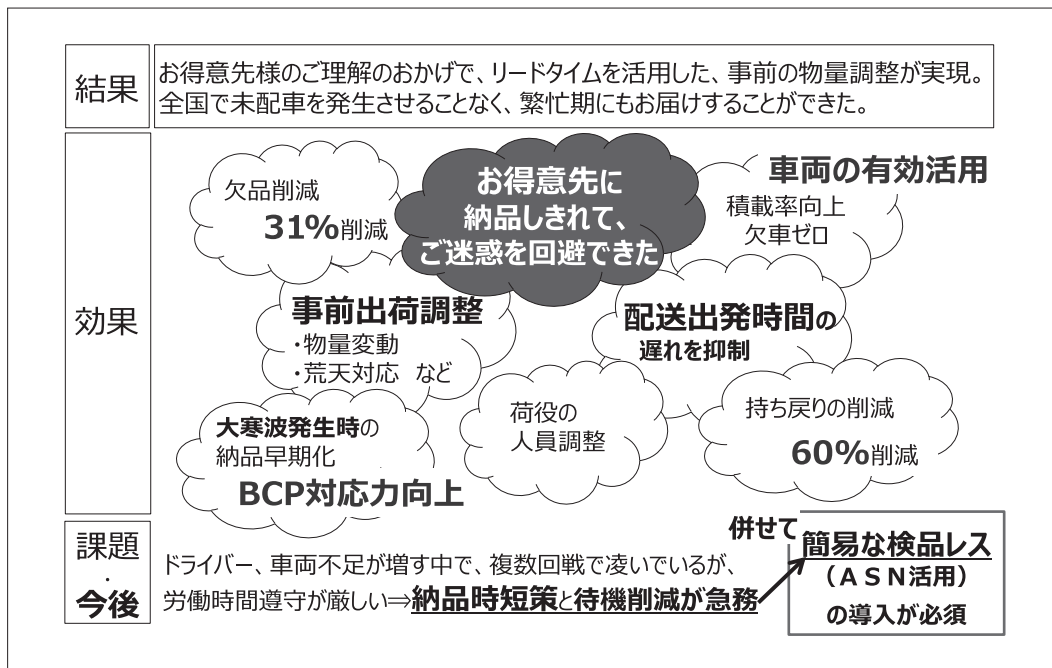 結果
お得意先様のご理解のおかげで、リードタイムを活用した、事前の物量調整が実現。
全国で未配車を発生させることなく、繁忙期にもお届けすることができた。
効果
欠品削減
31%削減
お得意先に
納品しきれて、
ご迷惑を回避できた
車両の有効活用
積載率向上
欠車ゼロ
事前出荷調整
・物量変動
・荒天対応 など
配送出発時間の
遅れを抑制
大寒波発生時の
納品早期化
BCP対応力向上
荷役の
人員調整
持ち戻りの削減
60%削減
課題
・
今後
ドライバー、車両不足が増す中で、複数回戦で凌いでいるが、
労働時間遵守が厳しい⇒納品時短策と待機削減が急務
併せて
簡易な検品レス
（ＡＳＮ活用）
の導入が必須